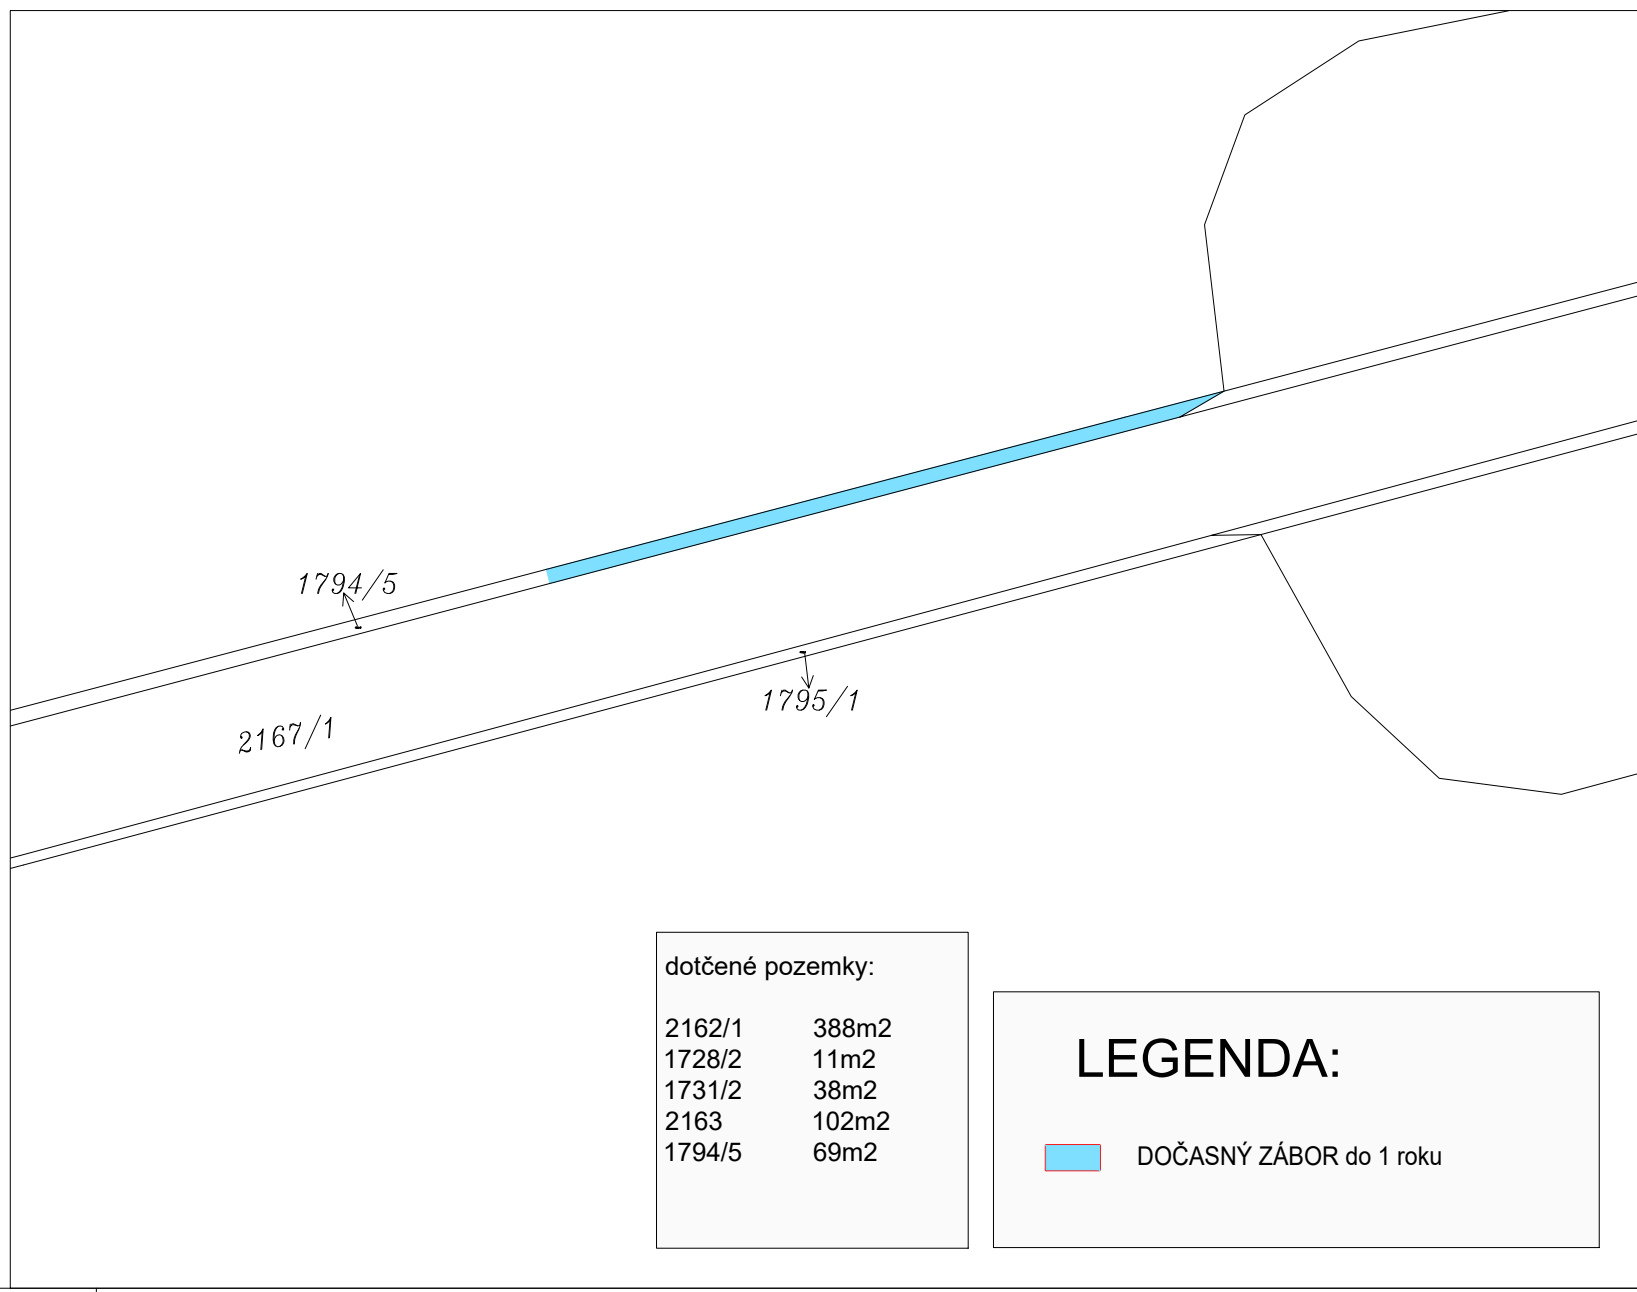 1794/5
1795/1
2167/1
dotčené pozemky:
2162/1 388m2
1728/2 11m2
1731/2 38m2
2163 102m2
1794/5 69m2
LEGENDA:
DOČASNÝ ZÁBOR do 1 roku